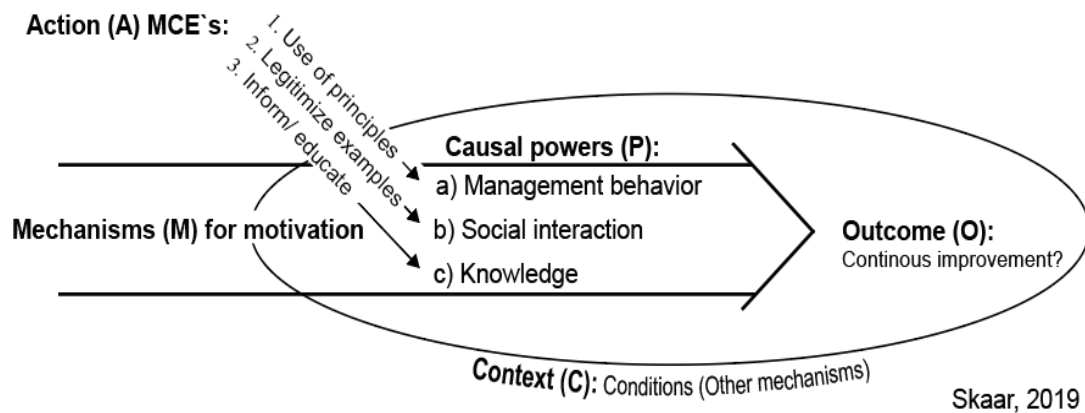 Action (A) MCE`s:
1. Use of principles
2. Legitimize examples
3. Inform/ educate
Causal powers (P):
a) Management behavior
Mechanisms (M) for motivation
b) Social interaction
c) Knowledge
Outcome (O):
Continous improvement?
Context (C): Conditions (Other mechanisms)
Skaar, 2019